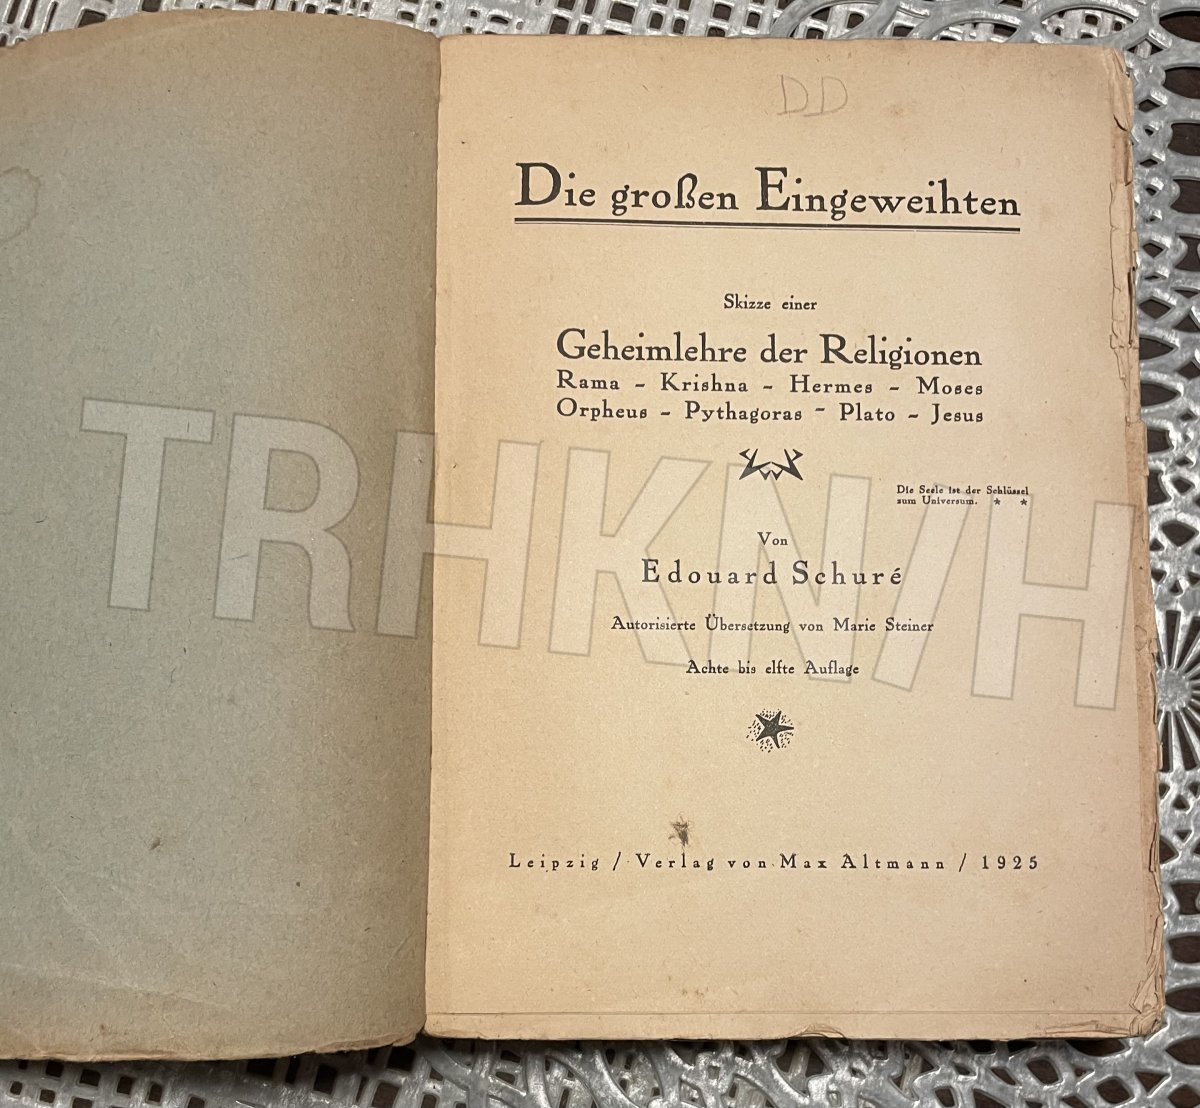 DD
Die großen Eingeweihten
Skizze einer
Geheimlehre der Religionen
Rama - Krishna - Hermes - Moses
Orpheus - Pythagoras - Plato - Jesus
Die Seele ist der Schlüssel
zum Universum. * *
Von
Edouard Schuré
Autorisierte Übersetzung von Marie Steiner
Achte bis elfte Auflage
Leipzig / Verlag von Max Altmann / 1925
TRHKN/H